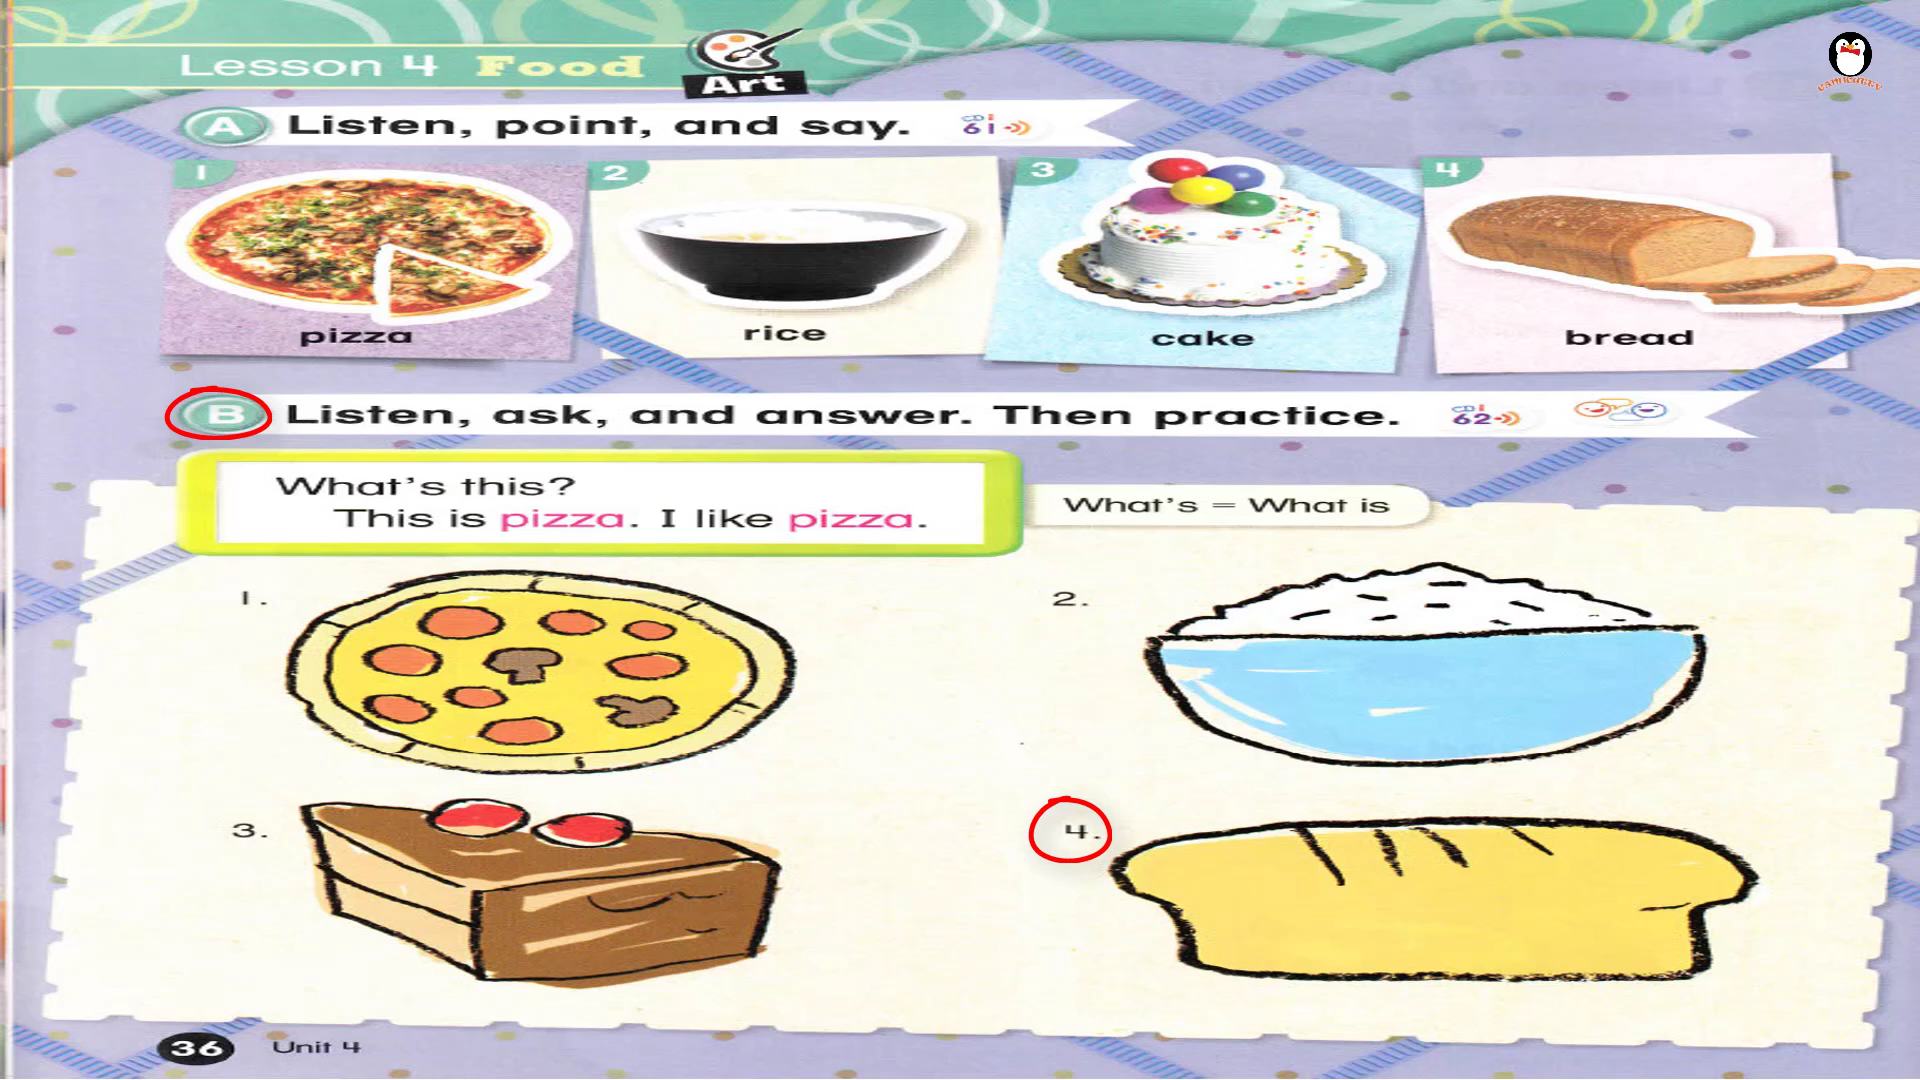 Lesson 4 Food
Art
A Listen, point, and say. CD1 61
1
2
3
4
pizza
rice
cake
bread
B Listen, ask, and answer. Then practice. CD1 62
What's this?
This is pizza. I like pizza.
What's = What is
1.
2.
3.
4.
36 Unit 4